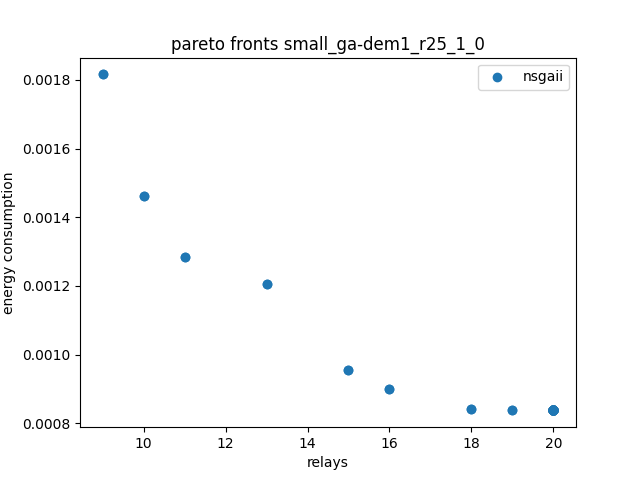 pareto fronts small_ga-dem1_r25_1_0
nsgaii
energy consumption
0.0018
0.0016
0.0014
0.0012
0.0010
0.0008
10 12 14 16 18 20
relays